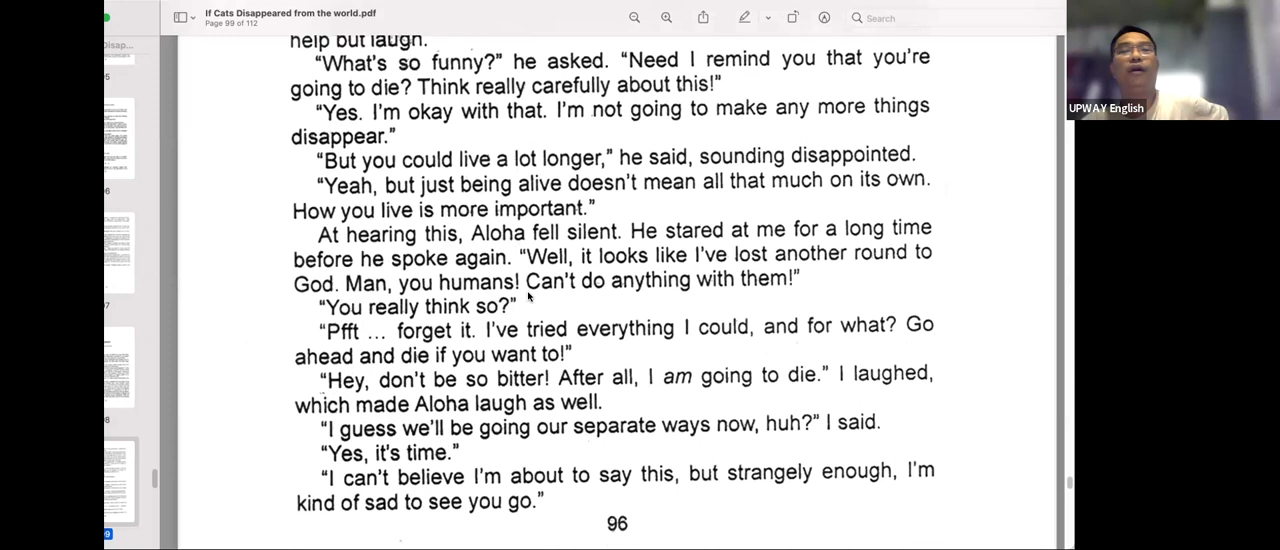 If Cats Disappeared from the world.pdf
Page 99 of 112
Search
Disap...
help but laugh.
“What's so funny?” he asked. “Need I remind you that you're
going to die? Think really carefully about this!”
“Yes. I'm okay with that. I'm not going to make any more things
disappear.”
“But you could live a lot longer,” he said, sounding disappointed.
“Yeah, but just being alive doesn't mean all that much on its own.
How you live is more important.”
At hearing this, Aloha fell silent. He stared at me for a long time
before he spoke again. “Well, it looks like I've lost another round to
God. Man, you humans! Can't do anything with them!”
“You really think so?”
“Pfft ... forget it. I've tried everything I could, and for what? Go
ahead and die if you want to!”
“Hey, don't be so bitter! After all, I am going to die.” I laughed,
which made Aloha laugh as well.
“I guess we'll be going our separate ways now, huh?” I said.
“Yes, it's time.”
“I can't believe I'm about to say this, but strangely enough, I'm
kind of sad to see you go.”
96
UPWAY English